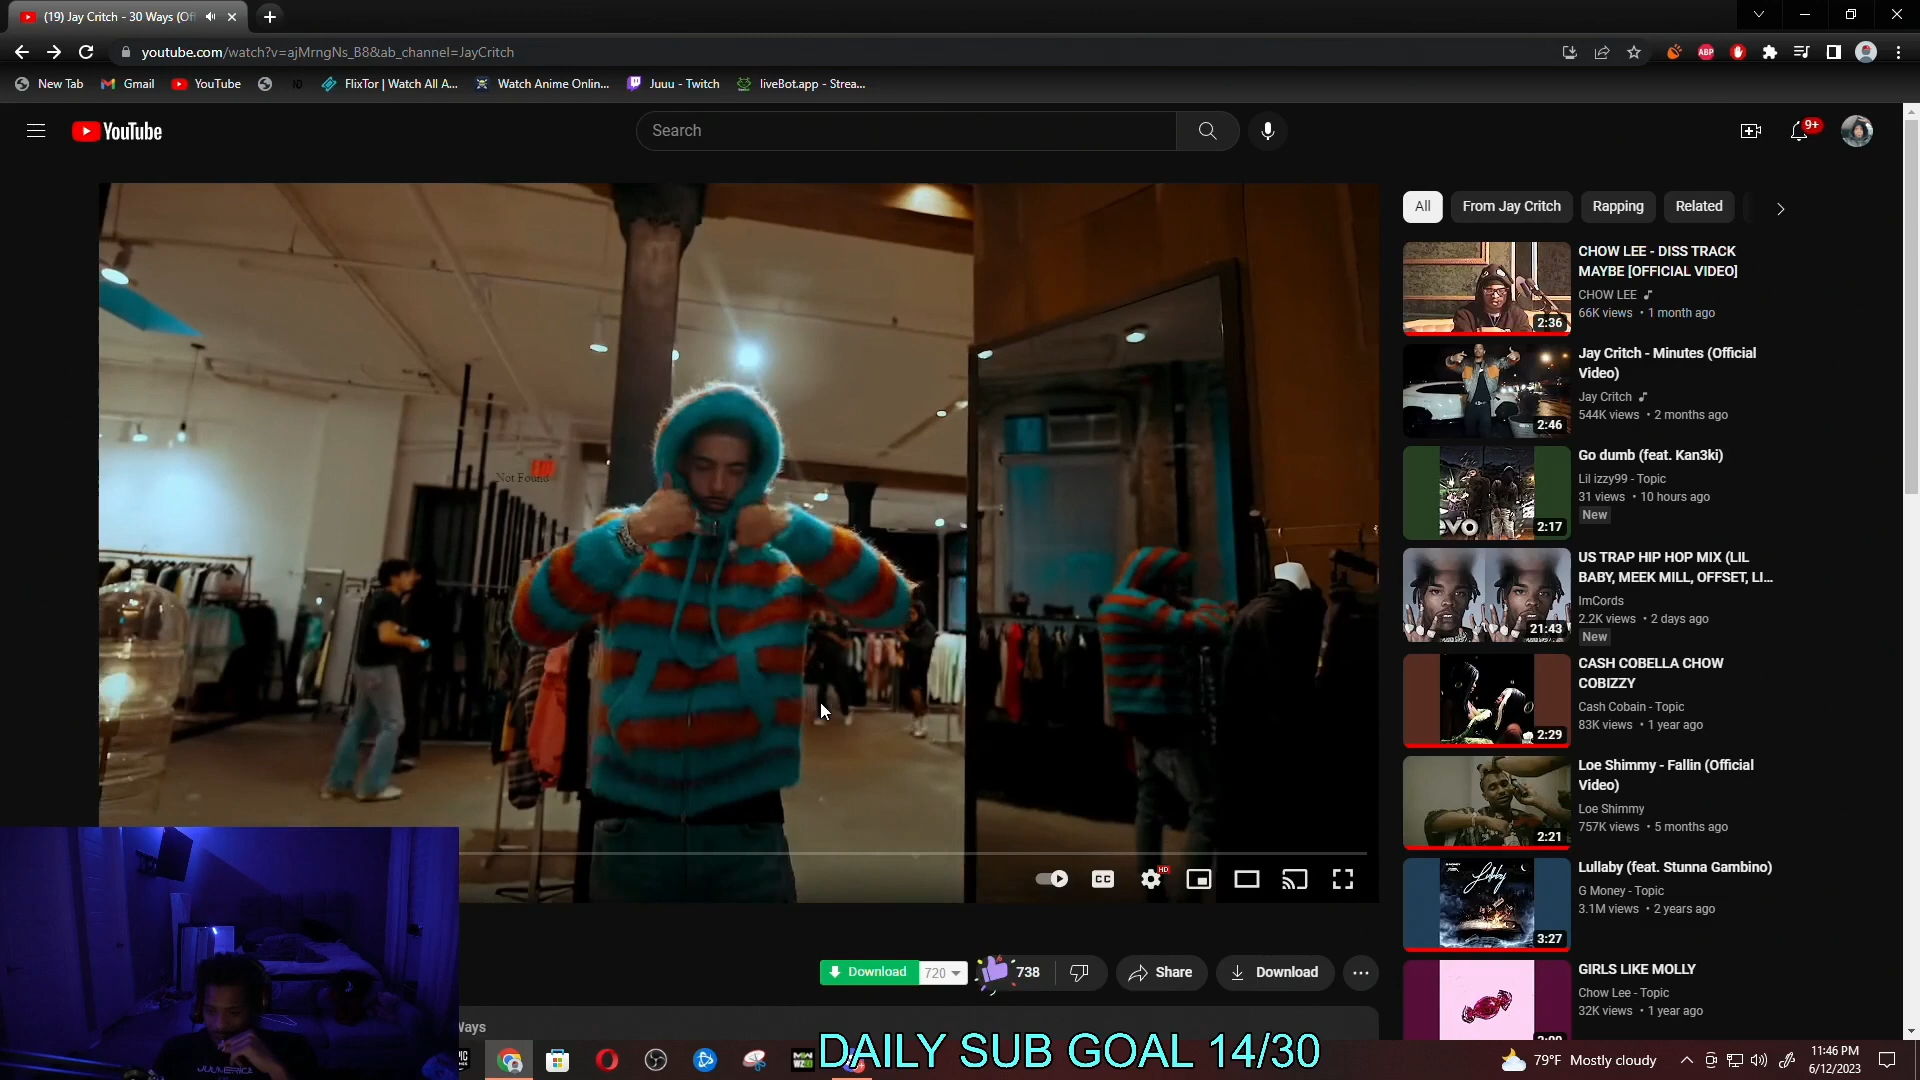 (19) Jay Critch - 30 Ways (Of
youtube.com/watch?v=ajMrngNs_B8&ab_channel=JayCritch
ABP
New Tab
Gmail
YouTube
FlixTor | Watch All A...
Watch Anime Online...
Juuu - Twitch
liveBot.app - Strea...
YouTube
Search
9+
All
From Jay Critch
Rapping
Related
Not Found
CHOW LEE - DISS TRACK
MAYBE [OFFICIAL VIDEO]
CHOW LEE
66K views • 1 month ago
2:36
Jay Critch - Minutes (Official
Video)
Jay Critch
544K views • 2 months ago
2:46
Go dumb (feat. Kan3ki)
Lil izzy99 - Topic
31 views • 10 hours ago
New
evo
2:17
US TRAP HIP HOP MIX (LIL
BABY, MEEK MILL, OFFSET, LI...
ImCords
2.2K views • 2 days ago
New
21:43
CASH COBELLA CHOW
COBIZZY
Cash Cobain - Topic
83K views • 1 year ago
2:29
Loe Shimmy - Fallin (Official
Video)
Loe Shimmy
757K views • 5 months ago
2:21
Lullaby (feat. Stunna Gambino)
G Money - Topic
3.1M views • 2 years ago
Lullaby
3:27
GIRLS LIKE MOLLY
Chow Lee - Topic
32K views • 1 year ago
CC
HD
Download
720
738
Share
Download
Ways
DAILY SUB GOAL 14/30
MW
79°F Mostly cloudy
11:46 PM
6/12/2023